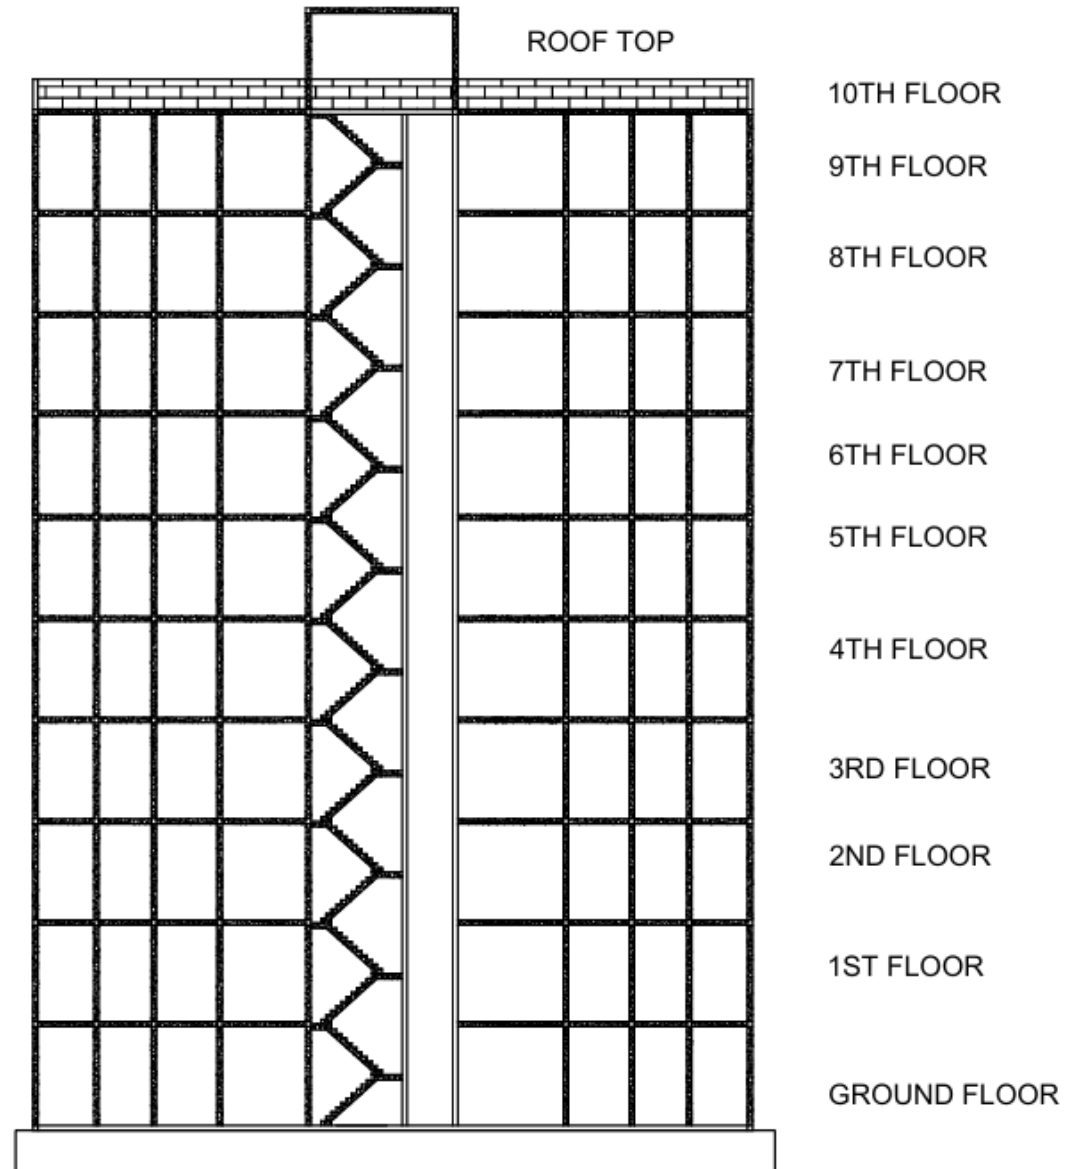 ROOF TOP
10TH FLOOR
9TH FLOOR
8TH FLOOR
7TH FLOOR
6TH FLOOR
5TH FLOOR
4TH FLOOR
3RD FLOOR
2ND FLOOR
1ST FLOOR
GROUND FLOOR